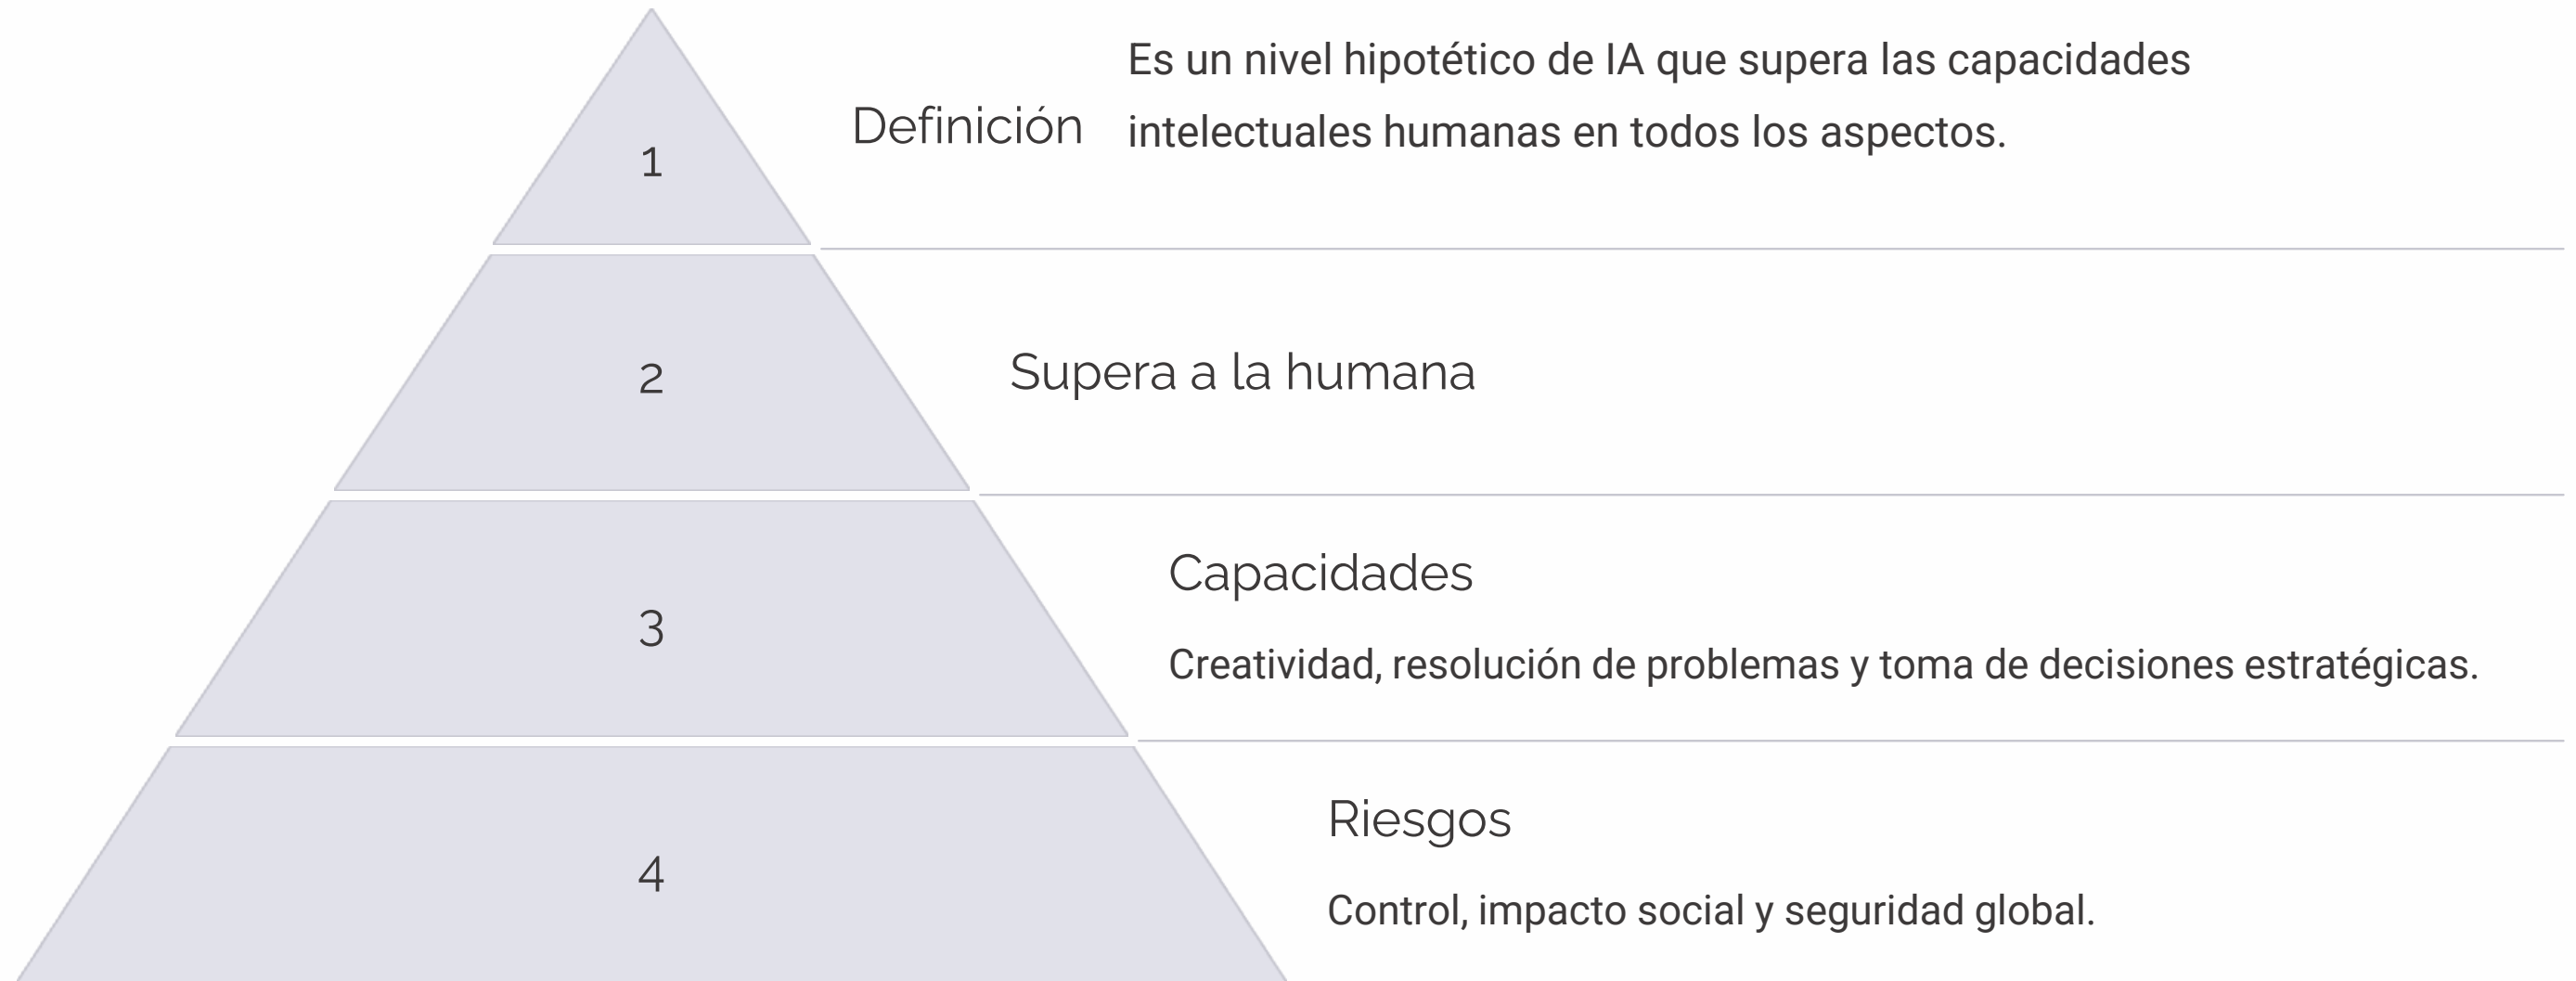 1
Definición
Es un nivel hipotético de IA que supera las capacidades
intelectuales humanas en todos los aspectos.
2
Supera a la humana
3
Capacidades
Creatividad, resolución de problemas y toma de decisiones estratégicas.
4
Riesgos
Control, impacto social y seguridad global.